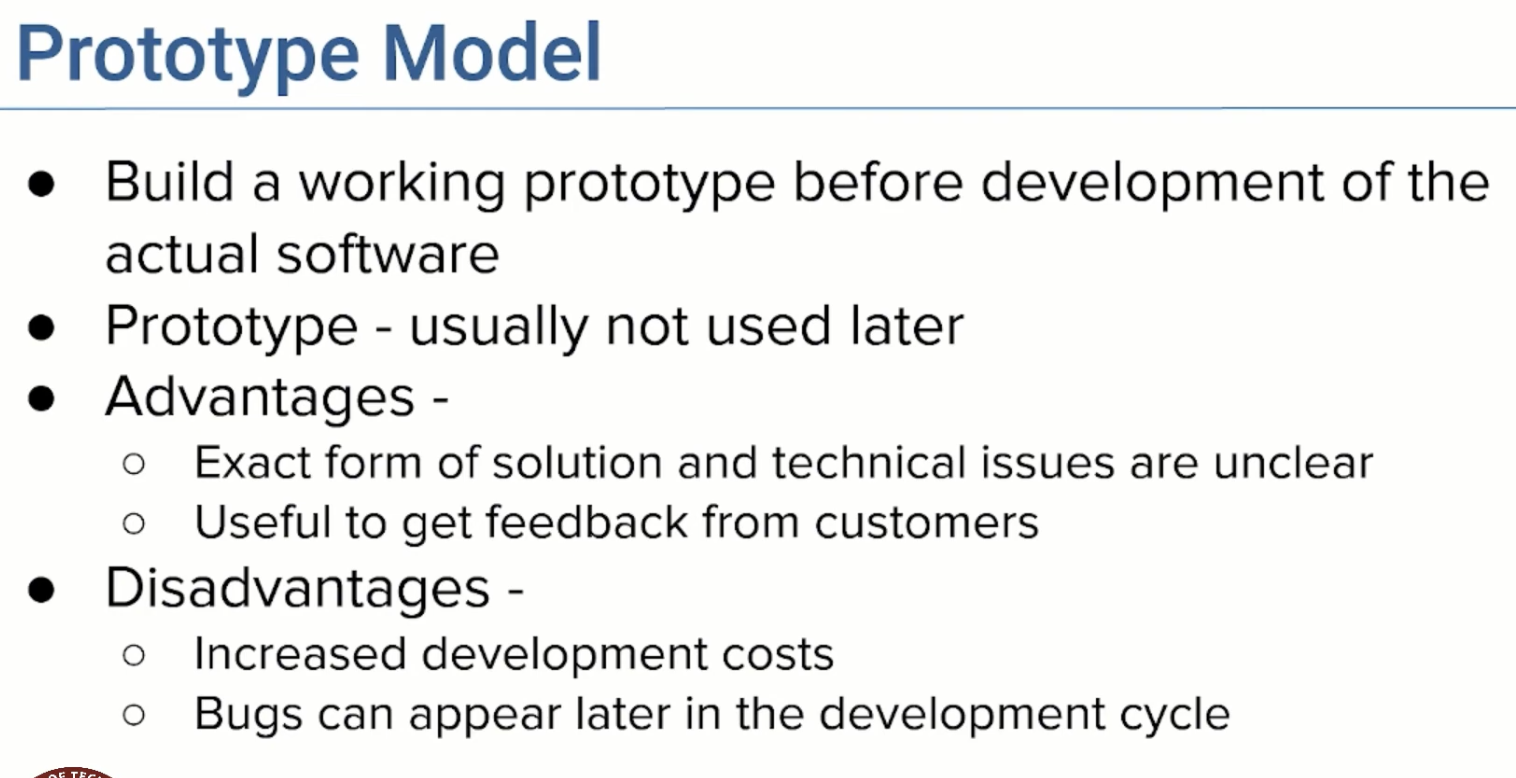 Prototype Model
● Build a working prototype before development of the
actual software
● Prototype - usually not used later
● Advantages -
○ Exact form of solution and technical issues are unclear
○ Useful to get feedback from customers
● Disadvantages -
○ Increased development costs
○ Bugs can appear later in the development cycle